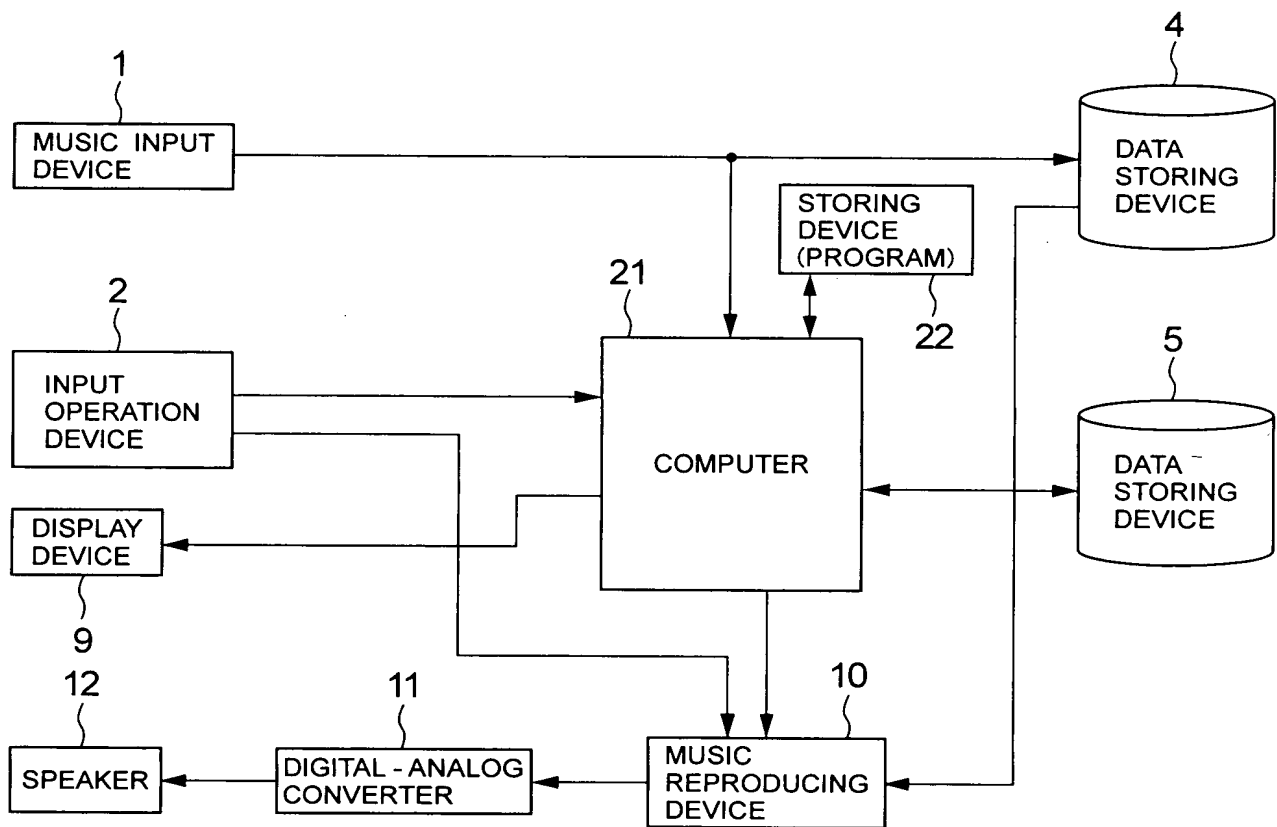 1
MUSIC INPUT
DEVICE
4
DATA
STORING
DEVICE
STORING
DEVICE
(PROGRAM)
22
21
COMPUTER
2
INPUT
OPERATION
DEVICE
5
DATA
STORING
DEVICE
DISPLAY
DEVICE
9
12
SPEAKER
11
DIGITAL - ANALOG
CONVERTER
10
MUSIC
REPRODUCING
DEVICE